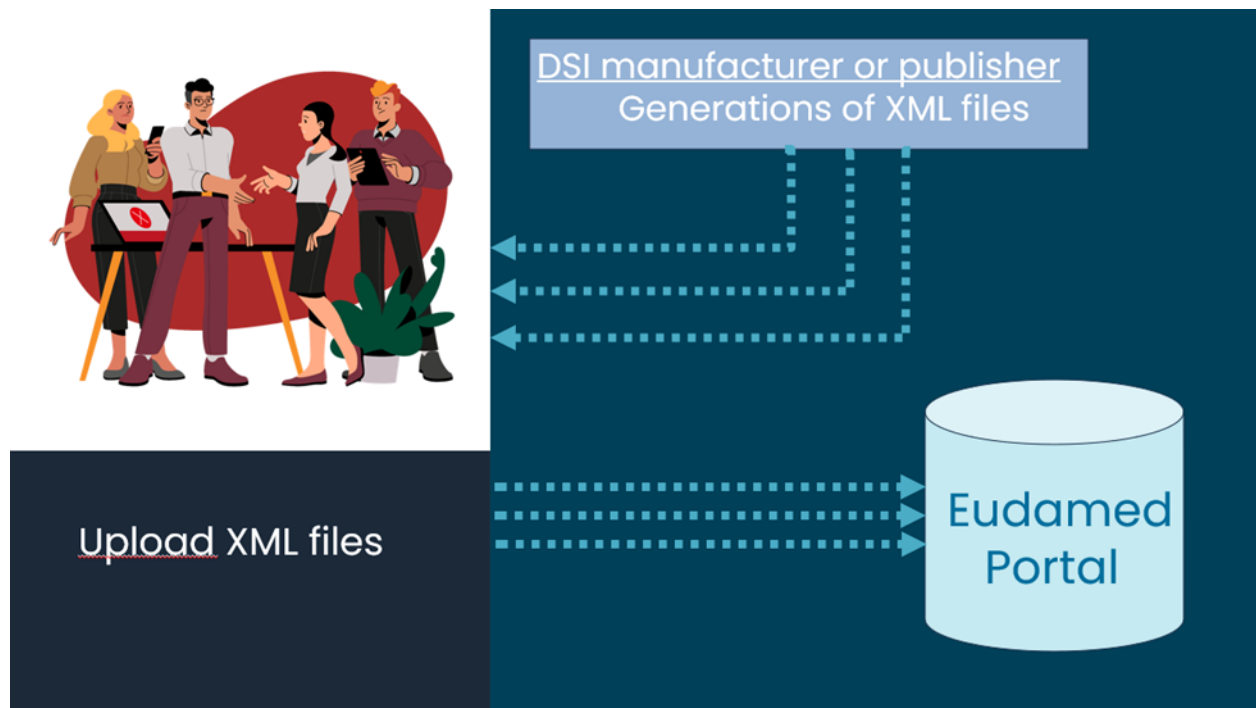 DSI manufacturer or publisher
Generations of XML files
Upload XML files
Eudamed
Portal